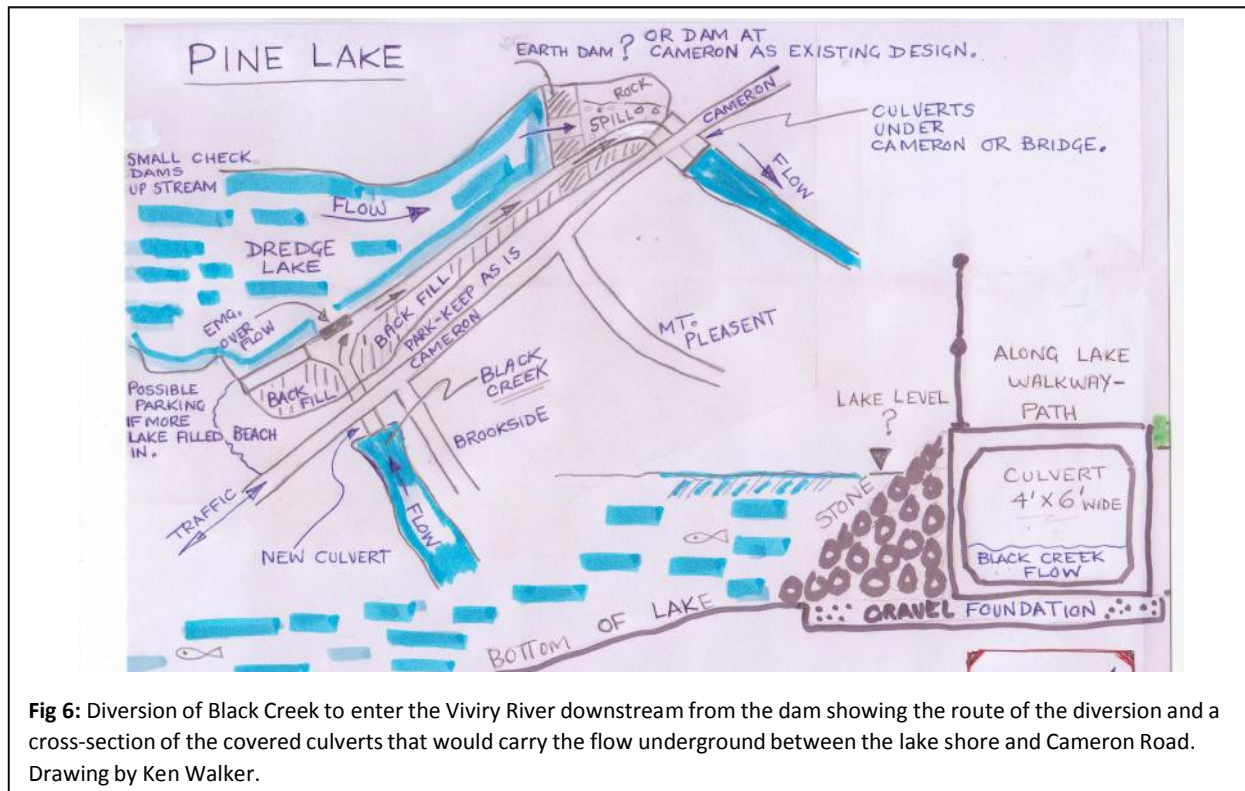 PINE LAKE
EARTH DAM ? OR DAM AT
CAMERON AS EXISTING DESIGN.
ROCK
SPILL
CAMERON
CULVERTS
UNDER
CAMERON OR BRIDGE.
FLOW
SMALL CHECK
DAMS
UP STREAM
FLOW
DREDGE
LAKE
EMG.
OVER
FLOW
BACK FILL
PARK-KEEP AS IS
CAMERON
MT.
PLEASENT
BLACK
CREEK
BROOKSIDE
BACK
FILL
POSSIBLE
PARKING
IF MORE
LAKE FILLED
IN.
BEACH
TRAFFIC
NEW CULVERT
FLOW
LAKE LEVEL
?
ALONG LAKE
WALKWAY-
PATH
STONE
CULVERT
4' X 6' WIDE
BLACK CREEK
FLOW
GRAVEL FOUNDATION
BOTTOM OF LAKE
Fig 6: Diversion of Black Creek to enter the Viviry River downstream from the dam showing the route of the diversion and a
cross-section of the covered culverts that would carry the flow underground between the lake shore and Cameron Road.
Drawing by Ken Walker.